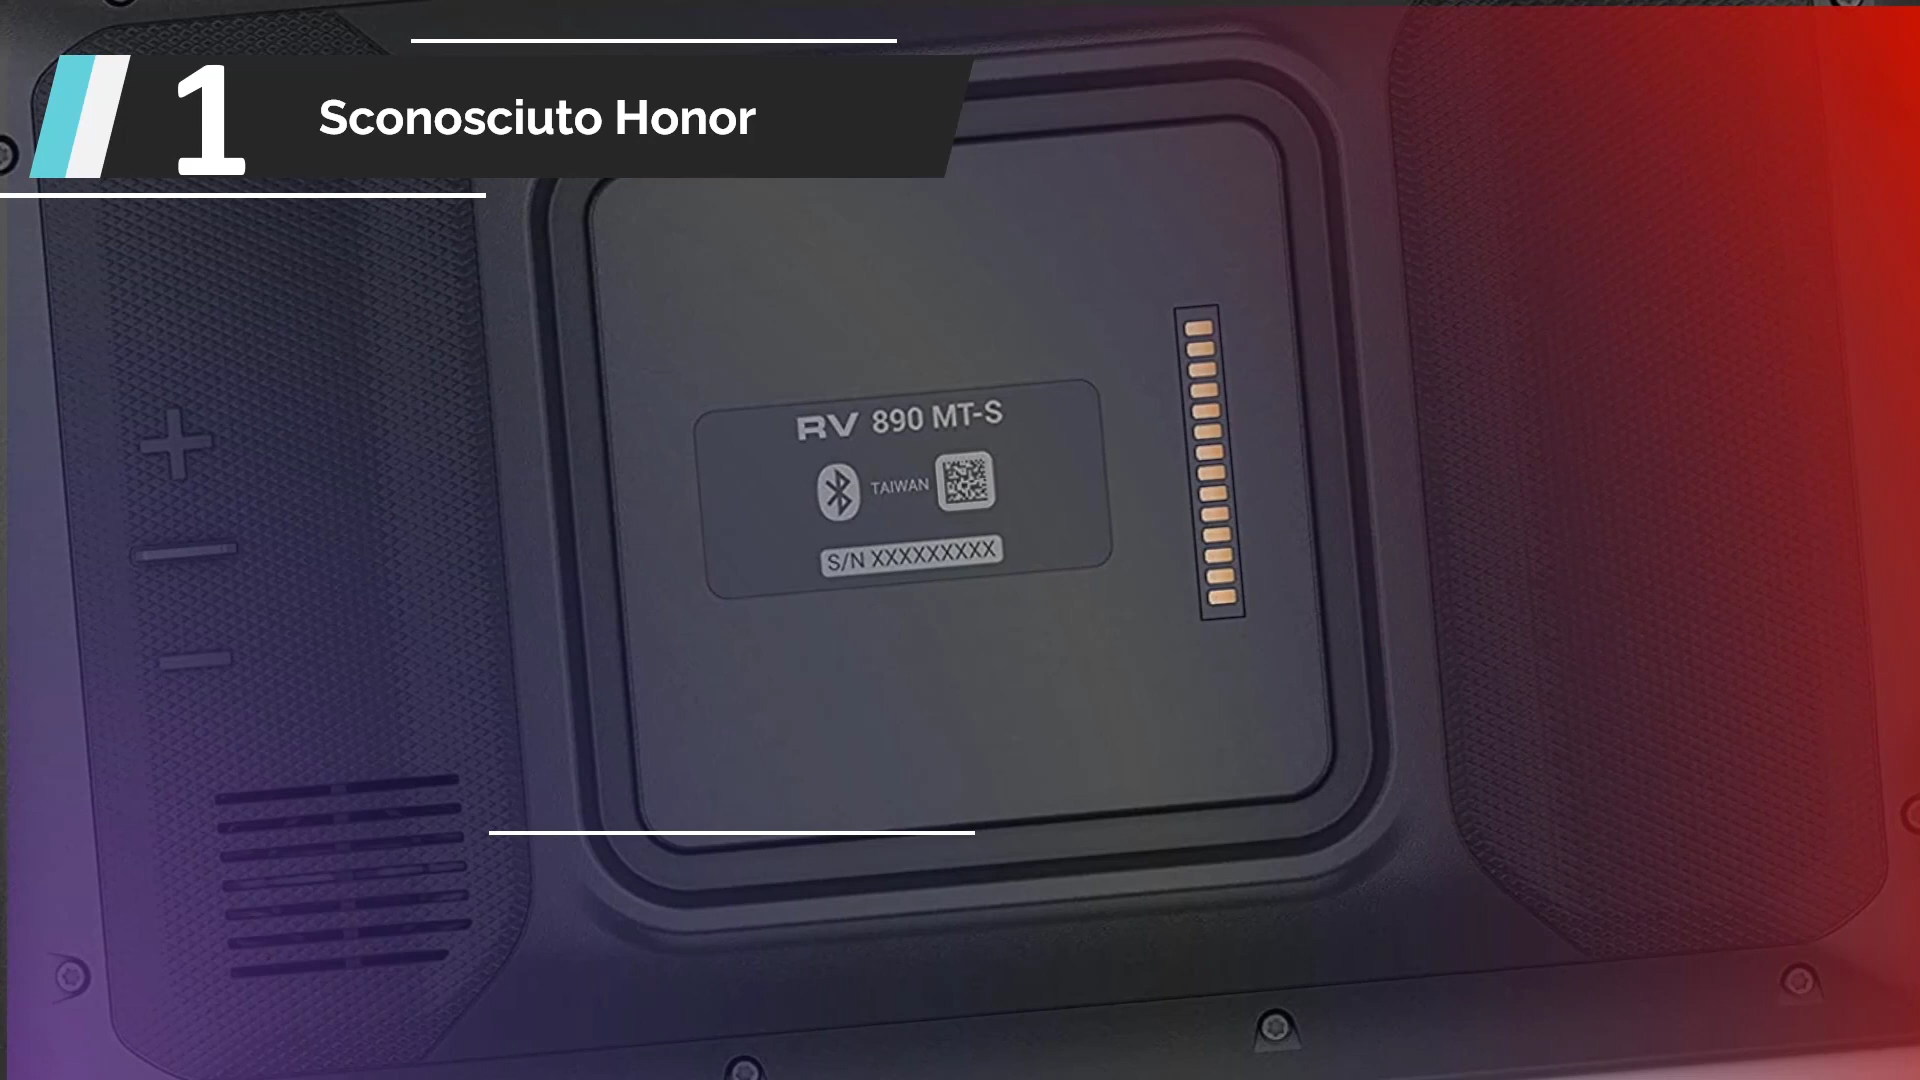 1
Sconosciuto Honor
RV 890 MT-S
TAIWAN
S/N XXXXXXXXX